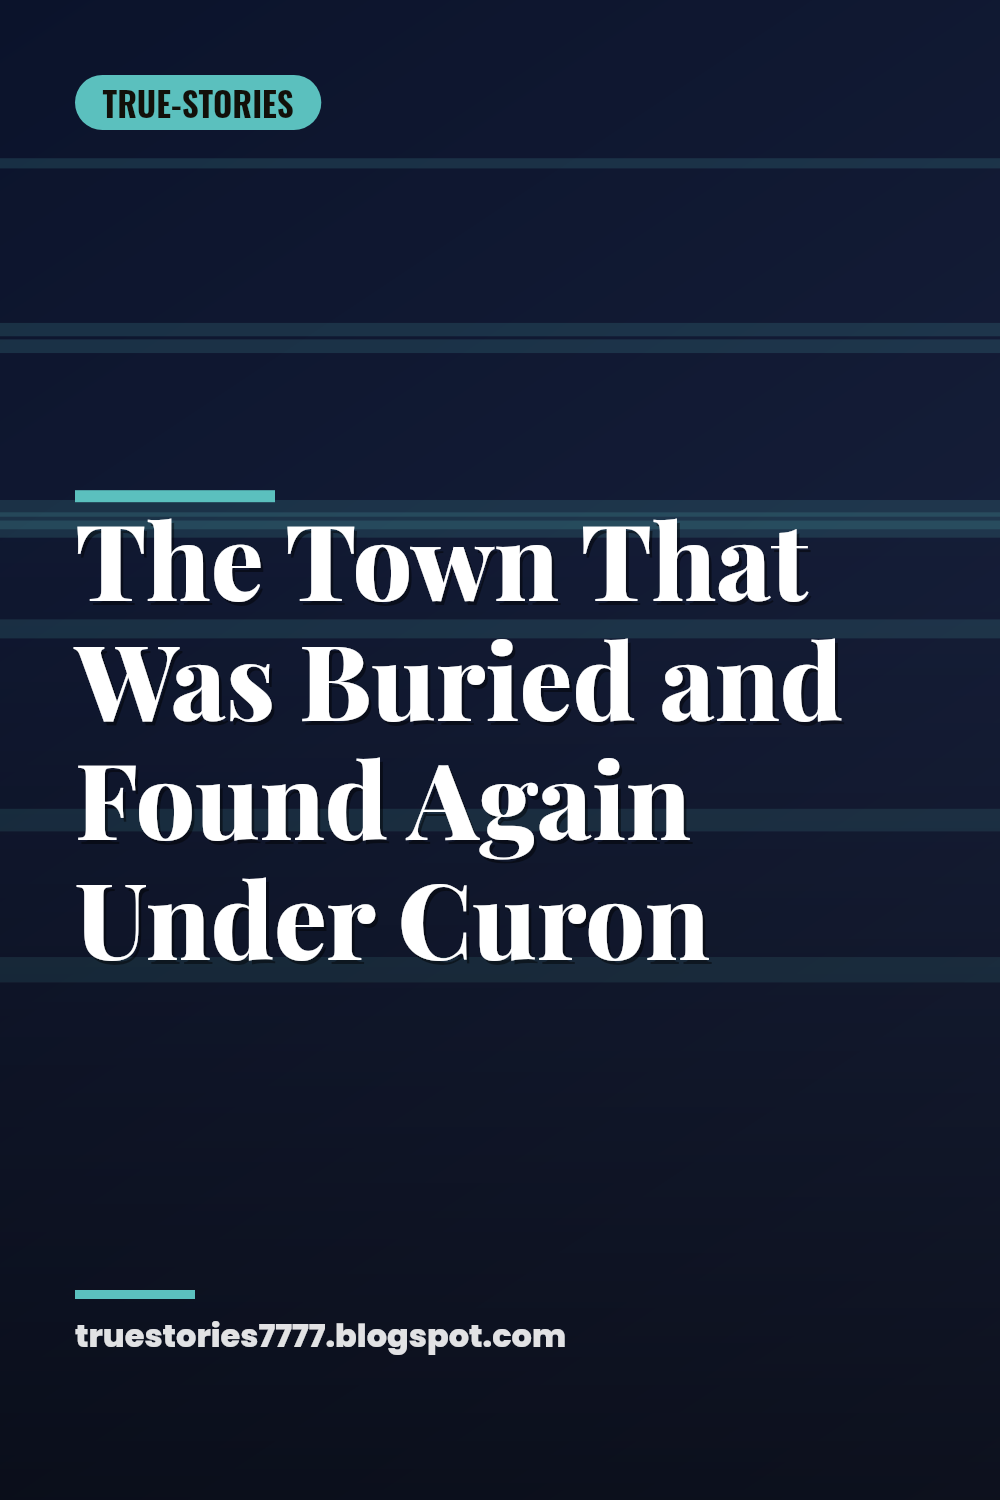 TRUE-STORIES
The Town That
Was Buried and
Found Again
Under Curon
truestories7777.blogspot.com